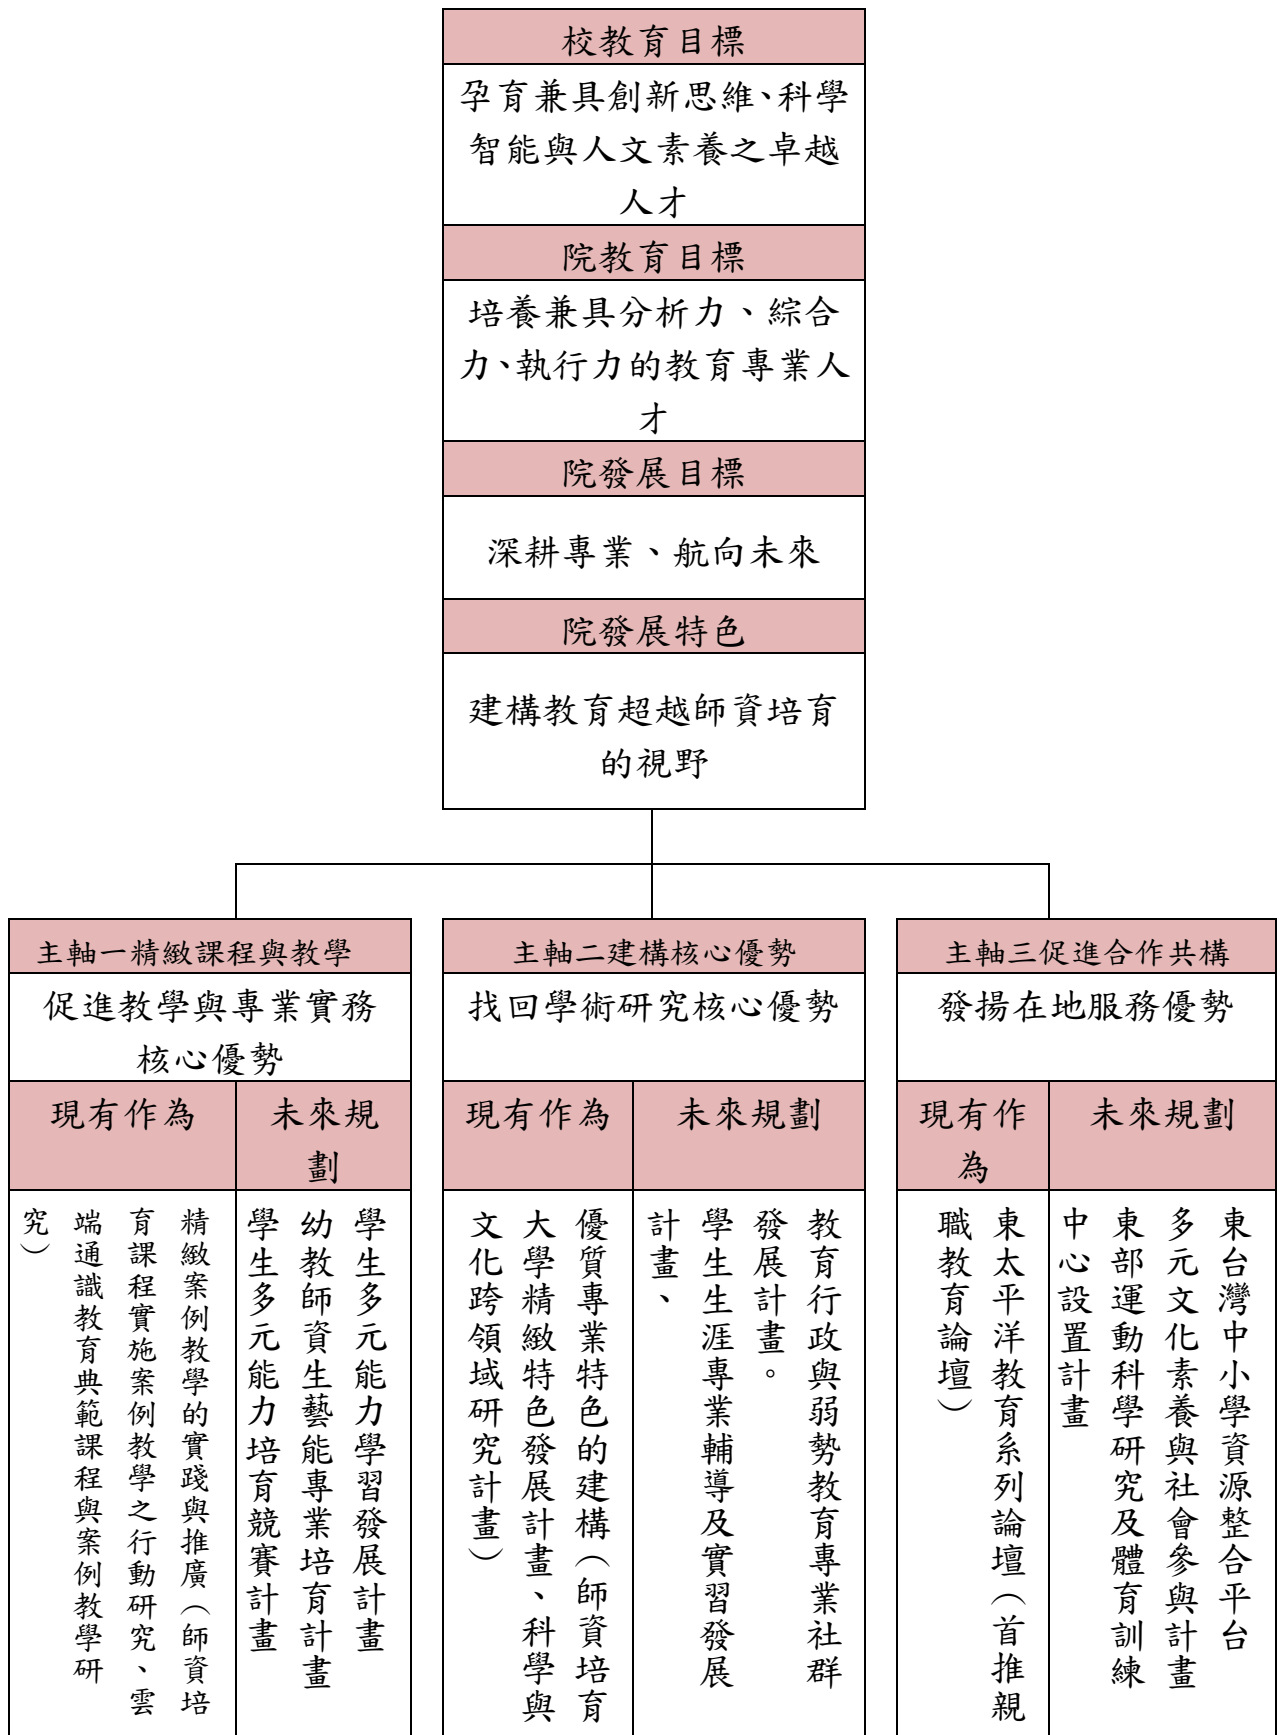 校教育目標
孕育兼具創新思維、科學
智能與人文素養之卓越
人才
院教育目標
培養兼具分析力、綜合
力、執行力的教育專業人
才
院發展目標
深耕專業、航向未來
院發展特色
建構教育超越師資培育
的視野
主軸一精緻課程與教學
促進教學與專業實務
核心優勢
現有作為
精緻案例教學的實踐與推廣（師資培
育課程實施案例教學之行動研究、雲
端通識教育典範課程與案例教學研
究）
未來規
劃
學生多元能力學習發展計畫
幼教師資生藝能專業培育計畫
學生多元能力培育競賽計畫
主軸二建構核心優勢
找回學術研究核心優勢
現有作為
優質專業特色的建構（師資培育
大學精緻特色發展計畫、科學與
文化跨領域研究計畫）
未來規劃
教育行政與弱勢教育專業社群
發展計畫。
學生生涯專業輔導及實習發展
計畫、
主軸三促進合作共構
發揚在地服務優勢
現有作
為
東太平洋教育系列論壇（首推親
職教育論壇）
未來規劃
東台灣中小學資源整合平台
多元文化素養與社會參與計畫
東部運動科學研究及體育訓練
中心設置計畫